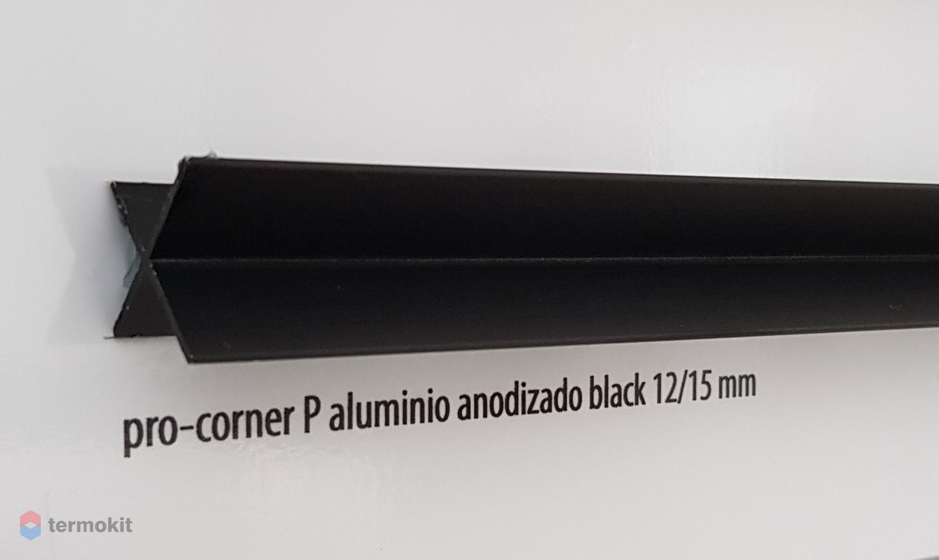 pro-corner P aluminio anodizado black 12/15 mm
termokit